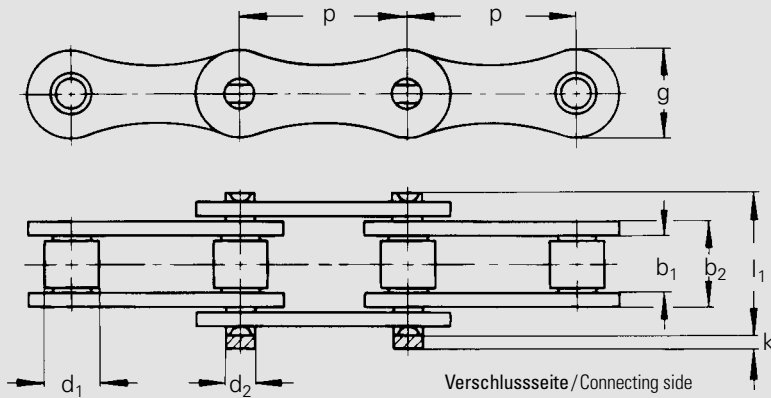 p p
g
b₁ b₂ l₁
k
d₁ d₂
Verschlussseite / Connecting side